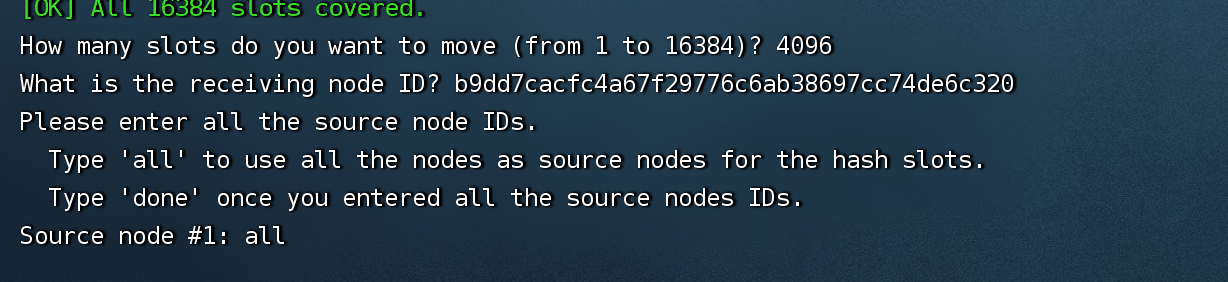 [OK] All 16384 slots covered.
How many slots do you want to move (from 1 to 16384)? 4096
What is the receiving node ID? b9dd7cacfc4a67f29776c6ab38697cc74de6c320
Please enter all the source node IDs.
  Type 'all' to use all the nodes as source nodes for the hash slots.
  Type 'done' once you entered all the source nodes IDs.
Source node #1: all